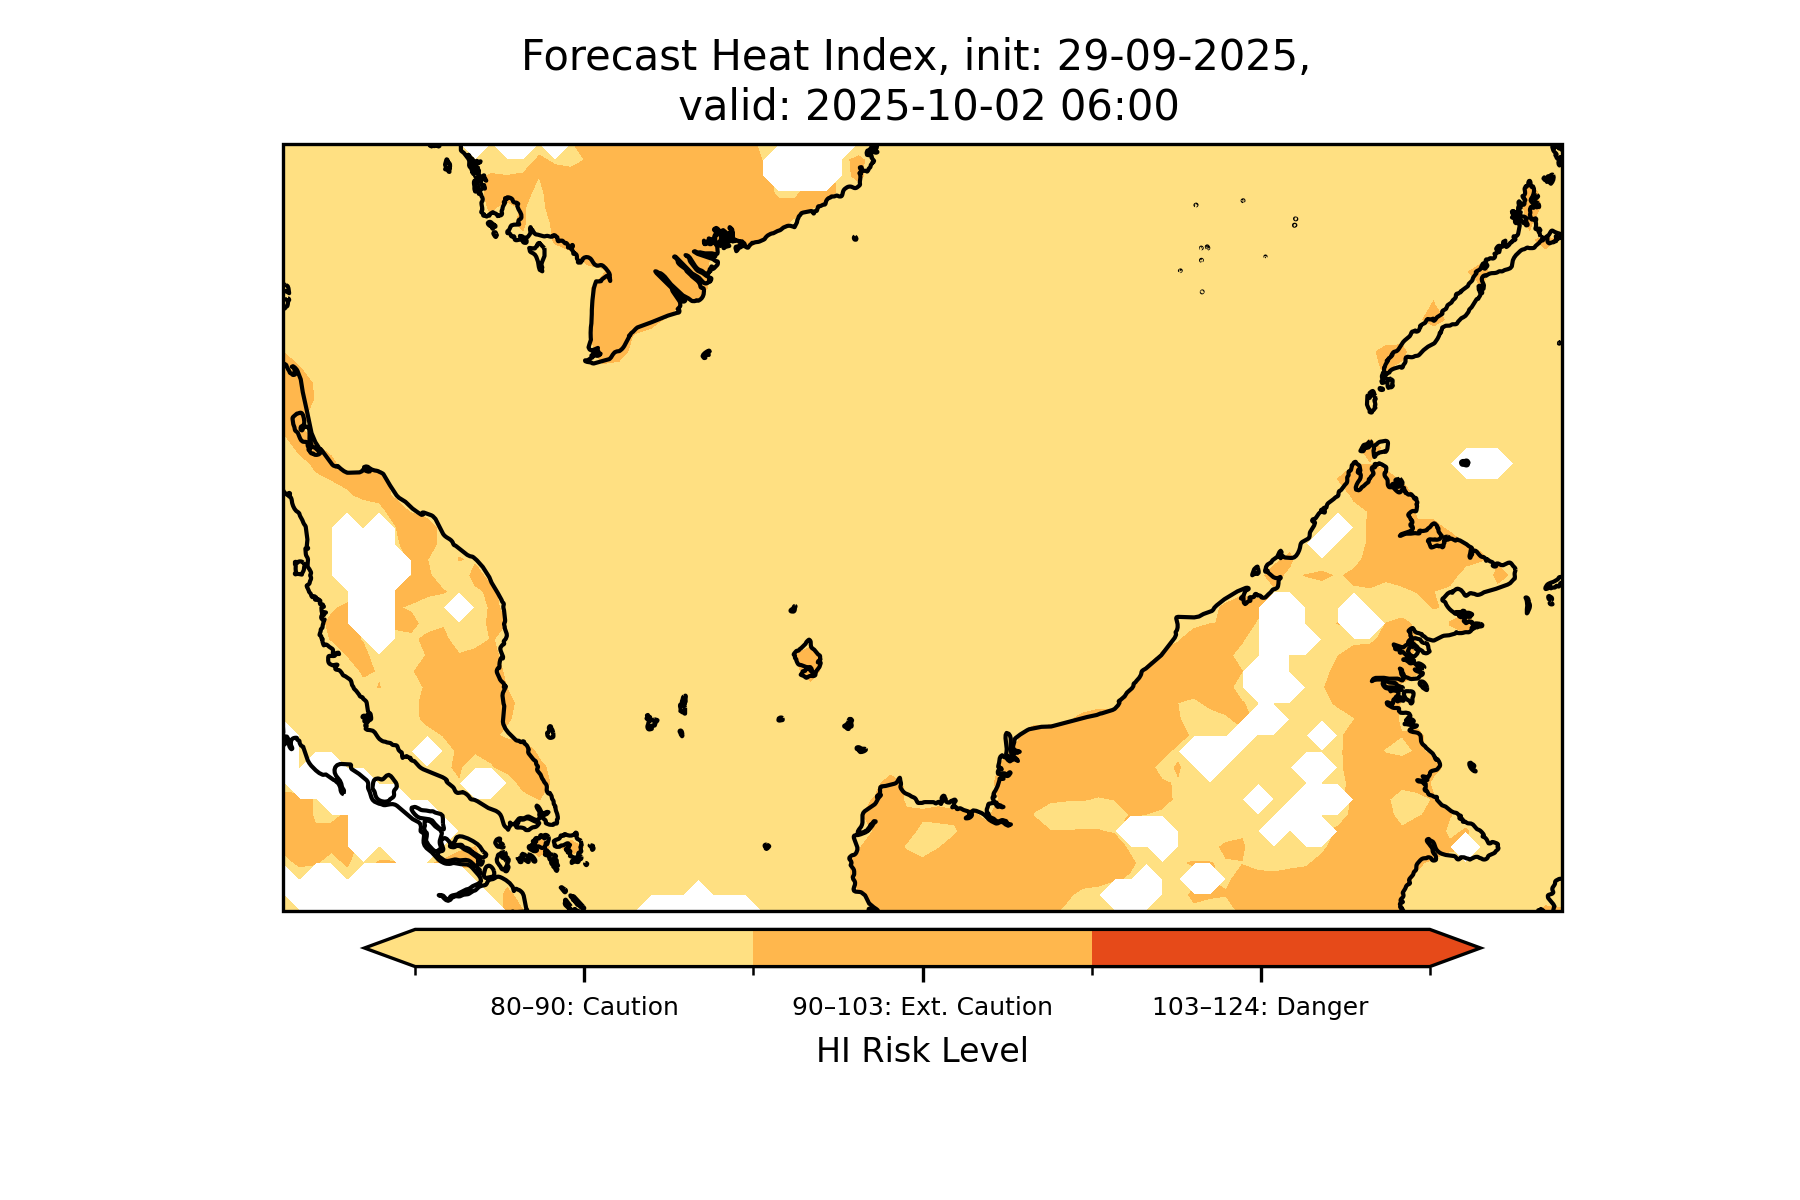 Forecast Heat Index, init: 29-09-2025,
valid: 2025-10-02 06:00
80–90: Caution
90–103: Ext. Caution
103–124: Danger
HI Risk Level